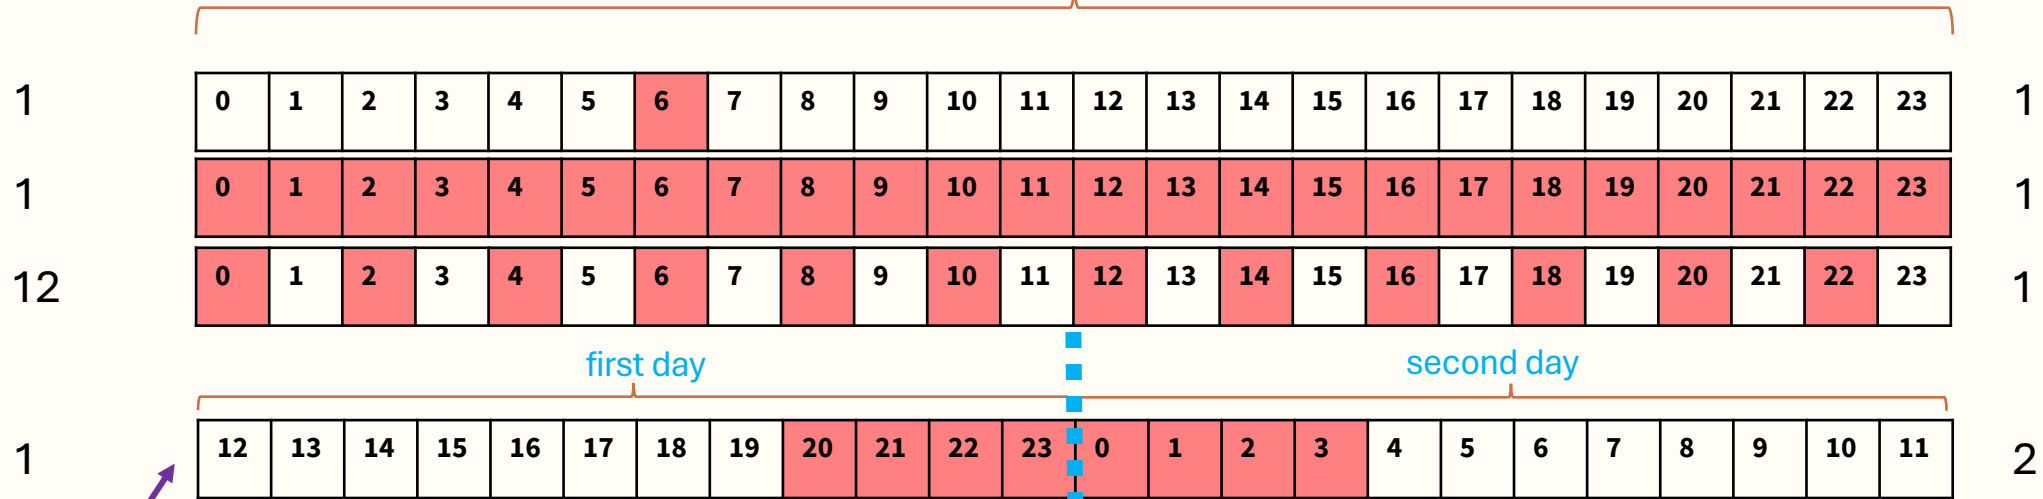 1 0 1 2 3 4 5 6 7 8 9 10 11 12 13 14 15 16 17 18 19 20 21 22 23 1
1 0 1 2 3 4 5 6 7 8 9 10 11 12 13 14 15 16 17 18 19 20 21 22 23 1
12 0 1 2 3 4 5 6 7 8 9 10 11 12 13 14 15 16 17 18 19 20 21 22 23 1
first day second day
1 12 13 14 15 16 17 18 19 20 21 22 23 0 1 2 3 4 5 6 7 8 9 10 11 2